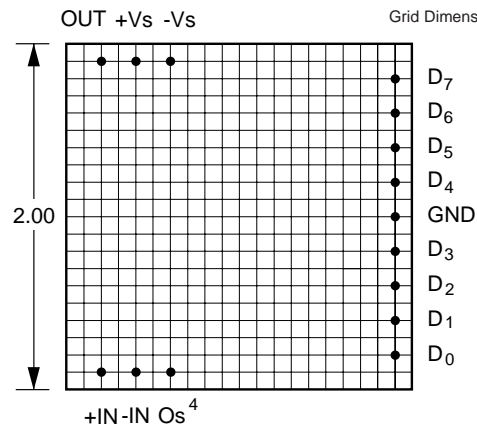 OUT +Vs -Vs
Grid Dimens
D7
D6
D5
D4
2.00
GND
D3
D2
D1
D0
+IN -IN Os4